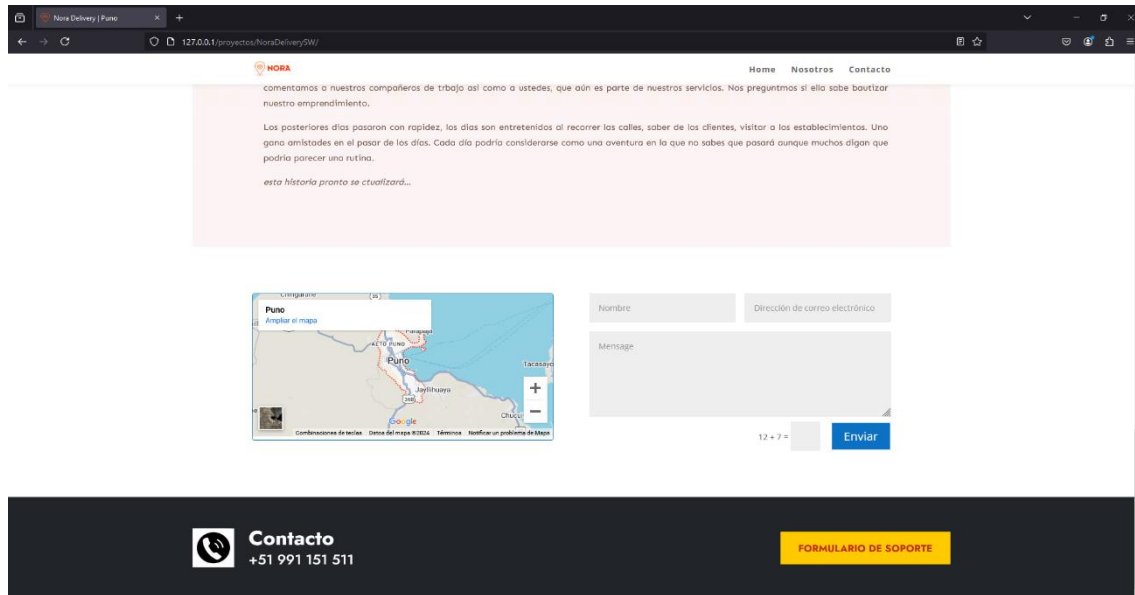 Nora Delivery | Puno
127.0.0.1/proyectos/NoraDeliverySW/
NORA
Home Nosotros Contacto
comentamos a nuestros compañeros de trbajo asi como a ustedes, que aún es parte de nuestros servicios. Nos preguntmos si ella sabe bautizar
nuestro emprendimiento.
Los posteriores días pasaron con rapidez, los días son entretenidos al recorrer las calles, saber de los clientes, visitar a los establecimientos. Uno
gana amistades en el pasar de los días. Cada día podría considerarse como una aventura en la que no sabes que pasará aunque muchos digan que
podría parecer una rutina.
esta historia pronto se ctualizará...
Puno
Ampliar el mapa
Puno
Jayllihuaya
Google
Combinaciones de teclas Datos del mapa ©2024 Términos Notificar un problema de Maps
Nombre
Dirección de correo electrónico
Mensage
12 + 7 =
Enviar
Contacto
+51 991 151 511
FORMULARIO DE SOPORTE